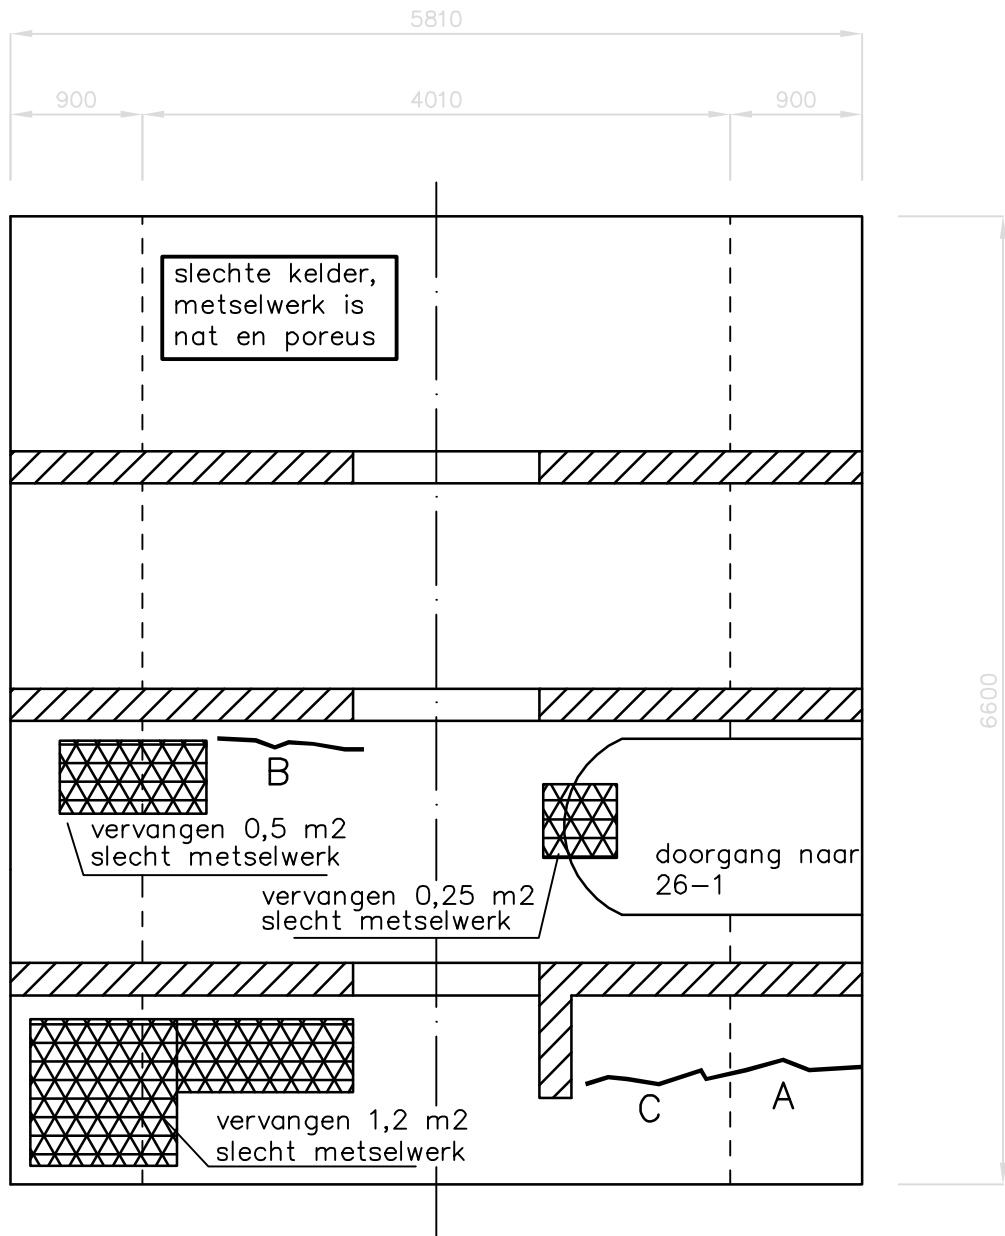 5810
900
4010
900
slechte kelder,
metselwerk is
nat en poreus
6600
B
vervangen 0,5 m2
slecht metselwerk
doorgang naar
26-1
vervangen 0,25 m2
slecht metselwerk
C
A
vervangen 1,2 m2
slecht metselwerk